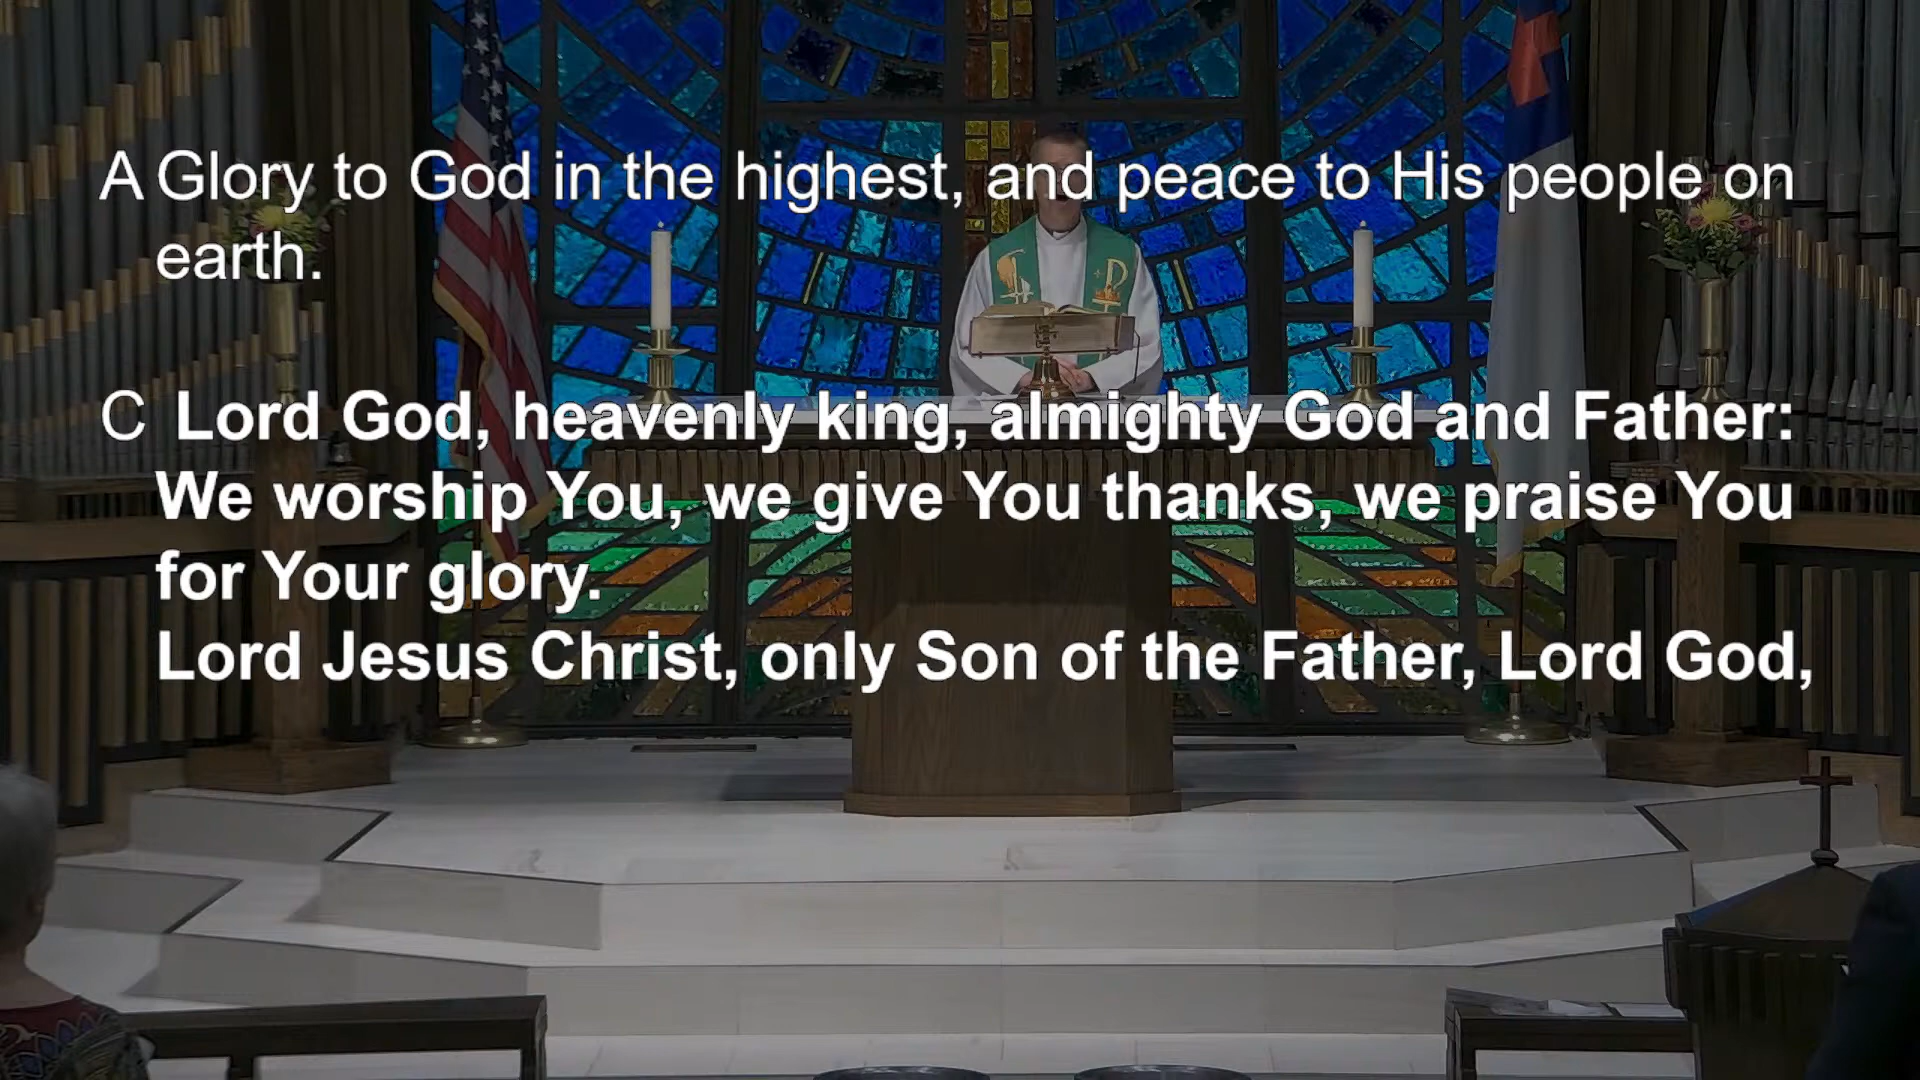 A Glory to God in the highest, and peace to His people on
earth.
C Lord God, heavenly king, almighty God and Father:
We worship You, we give You thanks, we praise You
for Your glory.
Lord Jesus Christ, only Son of the Father, Lord God,